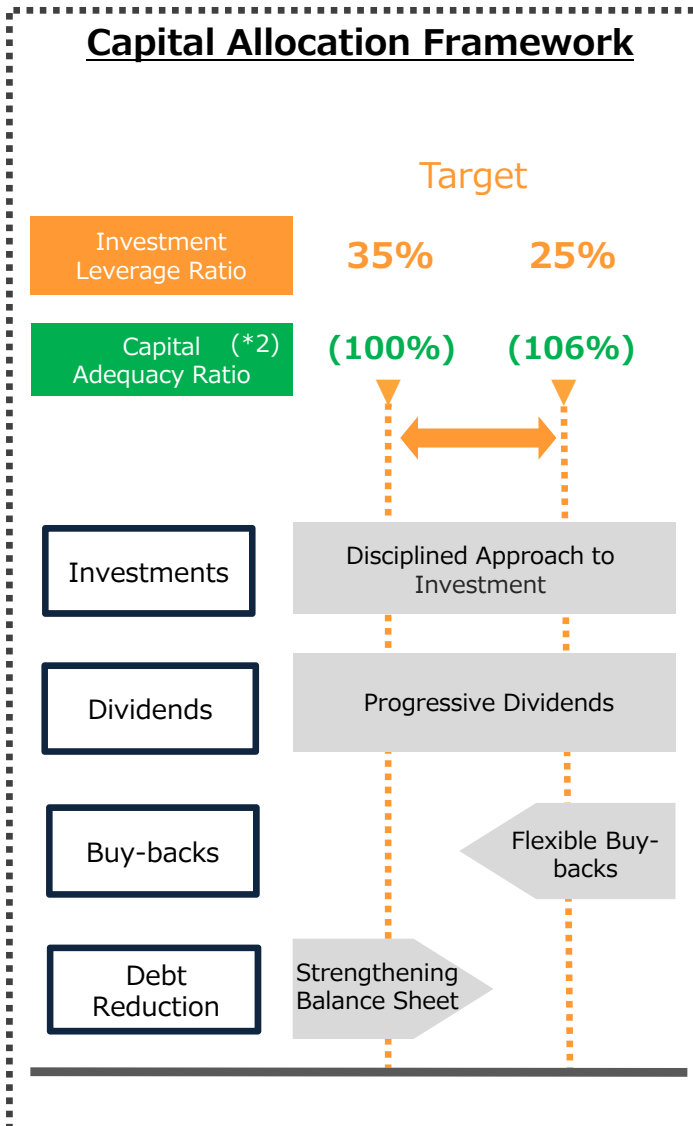 Capital Allocation Framework
Target
Investment
Leverage Ratio
35%
25%
Capital (*2)
Adequacy Ratio
(100%)
(106%)
Investments
Disciplined Approach to
Investment
Dividends
Progressive Dividends
Buy-backs
Flexible Buy-
backs
Debt
Reduction
Strengthening
Balance Sheet